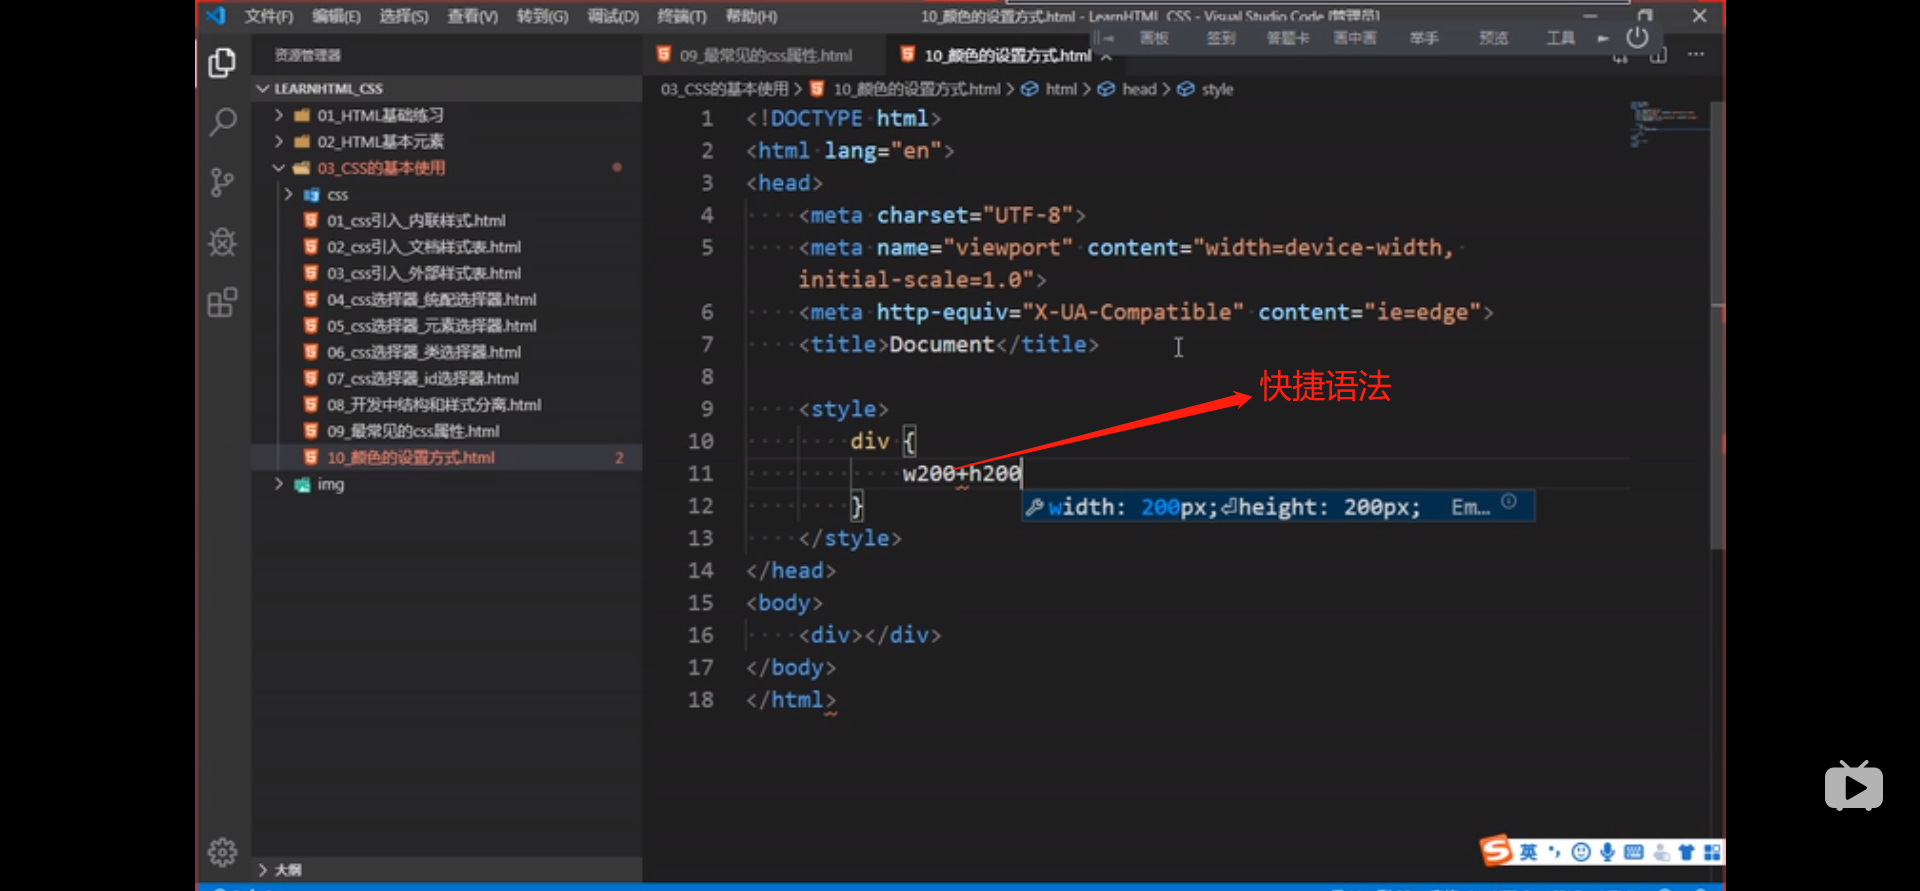 文件(F) 编辑(E) 选择(S) 查看(V) 转到(G) 调试(D) 终端(T) 帮助(H)
10_颜色的设置方式.html - LearnHTML_CSS - Visual Studio Code [管理员]
画板 签到 答题卡 画中画 举手 预览 工具
资源管理器
LEARNHTML_CSS
01_HTML基础练习
02_HTML基本元素
03_CSS的基本使用
css
01_css引入_内联样式.html
02_css引入_文档样式表.html
03_css引入_外部样式表.html
04_css选择器_统配选择器.html
05_css选择器_元素选择器.html
06_css选择器_类选择器.html
07_css选择器_id选择器.html
08_开发中结构和样式分离.html
09_最常见的css属性.html
10_颜色的设置方式.html 2
img
大纲
09_最常见的css属性.html 10_颜色的设置方式.html
03_CSS的基本使用 > 10_颜色的设置方式.html > html > head > style
1 <!DOCTYPE html>
2 <html lang="en">
3 <head>
4 <meta charset="UTF-8">
5 <meta name="viewport" content="width=device-width,
initial-scale=1.0">
6 <meta http-equiv="X-UA-Compatible" content="ie=edge">
7 <title>Document</title>
8
快捷语法
9 <style>
10 div {
11 w200+h200
12 }
width: 200px;⏎height: 200px; Em...
13 </style>
14 </head>
15 <body>
16 <div></div>
17 </body>
18 </html>
英